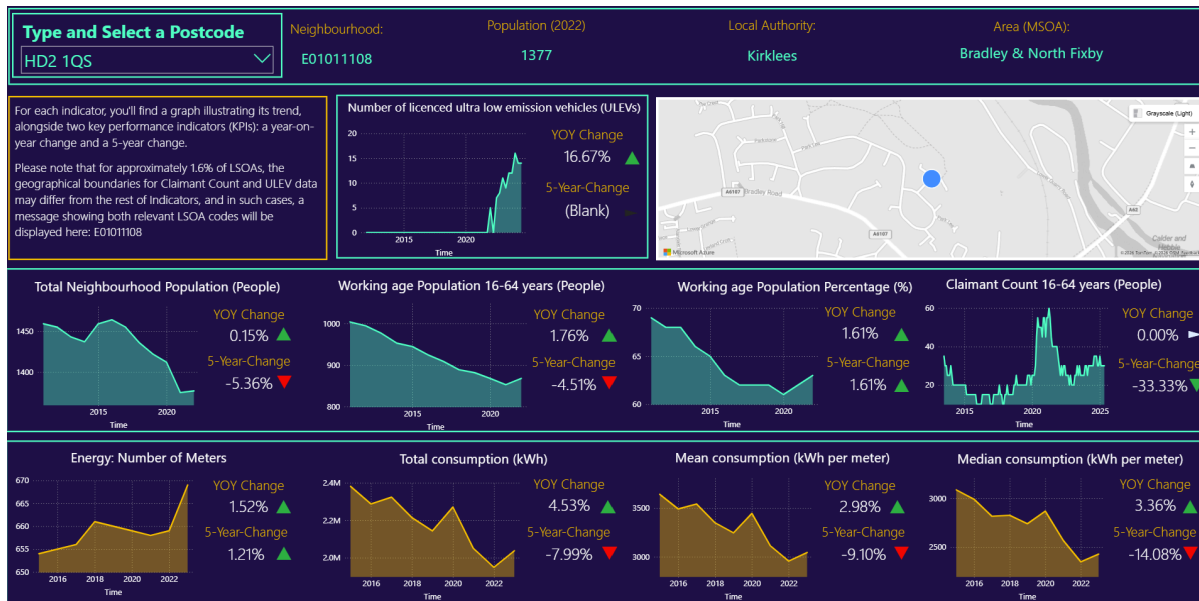 Type and Select a Postcode
HD2 1QS
Neighbourhood:
E01011108
Population (2022)
1377
Local Authority:
Kirklees
Area (MSOA):
Bradley & North Fixby
For each indicator, you'll find a graph illustrating its trend,
alongside two key performance indicators (KPIs): a year-on-
year change and a 5-year change.
Please note that for approximately 1.6% of LSOAs, the
geographical boundaries for Claimant Count and ULEV data
may differ from the rest of Indicators, and in such cases, a
message showing both relevant LSOA codes will be
displayed here: E01011108
Number of licenced ultra low emission vehicles (ULEVs)
20
15
10
5
0
2015
2020
Time
YOY Change
16.67%
5-Year-Change
(Blank)
Grayscale (Light)
A6107
Bradley Road
A6107
A62
Calder and
Hebble
Microsoft Azure
Total Neighbourhood Population (People)
1450
1400
2015
2020
Time
YOY Change
0.15%
5-Year-Change
-5.36%
Working age Population 16-64 years (People)
1000
900
800
2015
2020
Time
YOY Change
1.76%
5-Year-Change
-4.51%
Working age Population Percentage (%)
70
65
60
2015
2020
Time
YOY Change
1.61%
5-Year-Change
1.61%
Claimant Count 16-64 years (People)
60
40
20
2015
2020
2025
Time
YOY Change
0.00%
5-Year-Change
-33.33%
Energy: Number of Meters
670
665
660
655
650
2016
2018
2020
2022
Time
YOY Change
1.52%
5-Year-Change
1.21%
Total consumption (kWh)
2.4M
2.2M
2.0M
2016
2018
2020
2022
Time
YOY Change
4.53%
5-Year-Change
-7.99%
Mean consumption (kWh per meter)
3500
3000
2016
2018
2020
2022
Time
YOY Change
2.98%
5-Year-Change
-9.10%
Median consumption (kWh per meter)
3000
2500
2016
2018
2020
2022
Time
YOY Change
3.36%
5-Year-Change
-14.08%